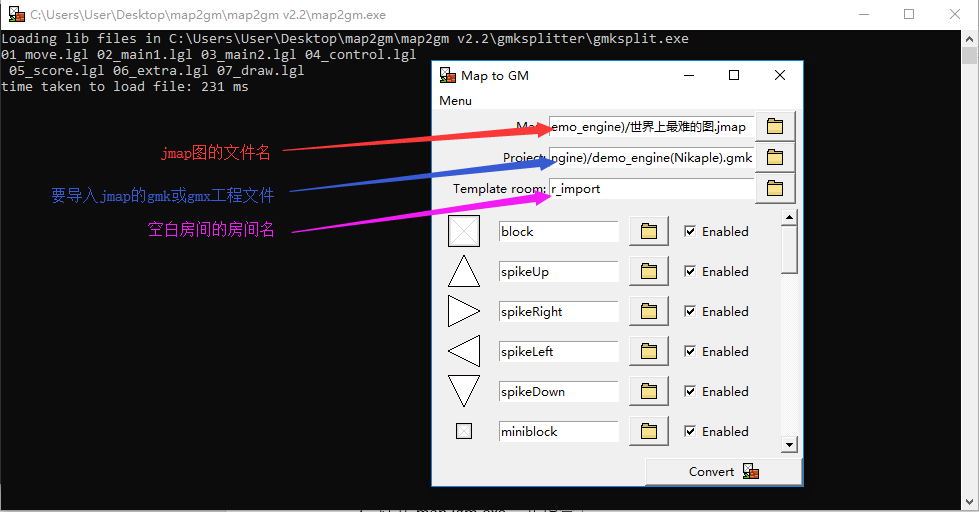 C:\Users\User\Desktop\map2gm\map2gm v2.2\map2gm.exe
Loading lib files in C:\Users\User\Desktop\map2gm\map2gm v2.2\gmksplitter\gmksplit.exe
01_move.lgl 02_main1.lgl 03_main2.lgl 04_control.lgl
05_score.lgl 06_extra.lgl 07_draw.lgl
time taken to load file: 231 ms
Map to GM
Menu
emo_engine)/世界上最难的图.jmap
jmap图的文件名
Project: ngine)/demo_engine(Nikaple).gmk
要导入jmap的gmk或gmx工程文件
Template room: r_import
空白房间的房间名
block Enabled
spikeUp Enabled
spikeRight Enabled
spikeLeft Enabled
spikeDown Enabled
miniblock Enabled
Convert